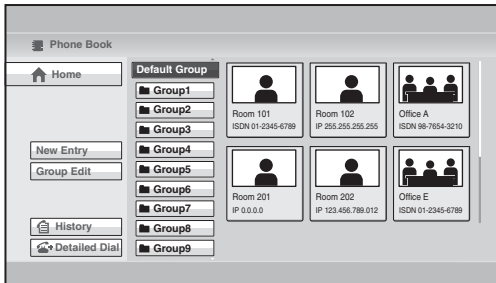 Phone Book
Home
New Entry
Group Edit
History
Detailed Dial
Default Group
Group1
Group2
Group3
Group4
Group5
Group6
Group7
Group8
Group9
Room 101
ISDN 01-2345-6789
Room 102
IP 255.255.255.255
Office A
ISDN 98-7654-3210
Room 201
IP 0.0.0.0
Room 202
IP 123.456.789.012
Office E
ISDN 01-2345-6789